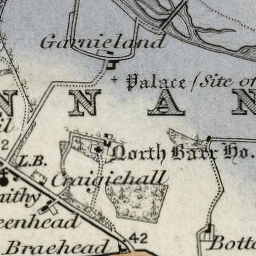 Garnieland
Palace (Site of
N N A N
North Barr Ho.
L.B.
Craigiehall
eenhead
Braehead
42
Botto